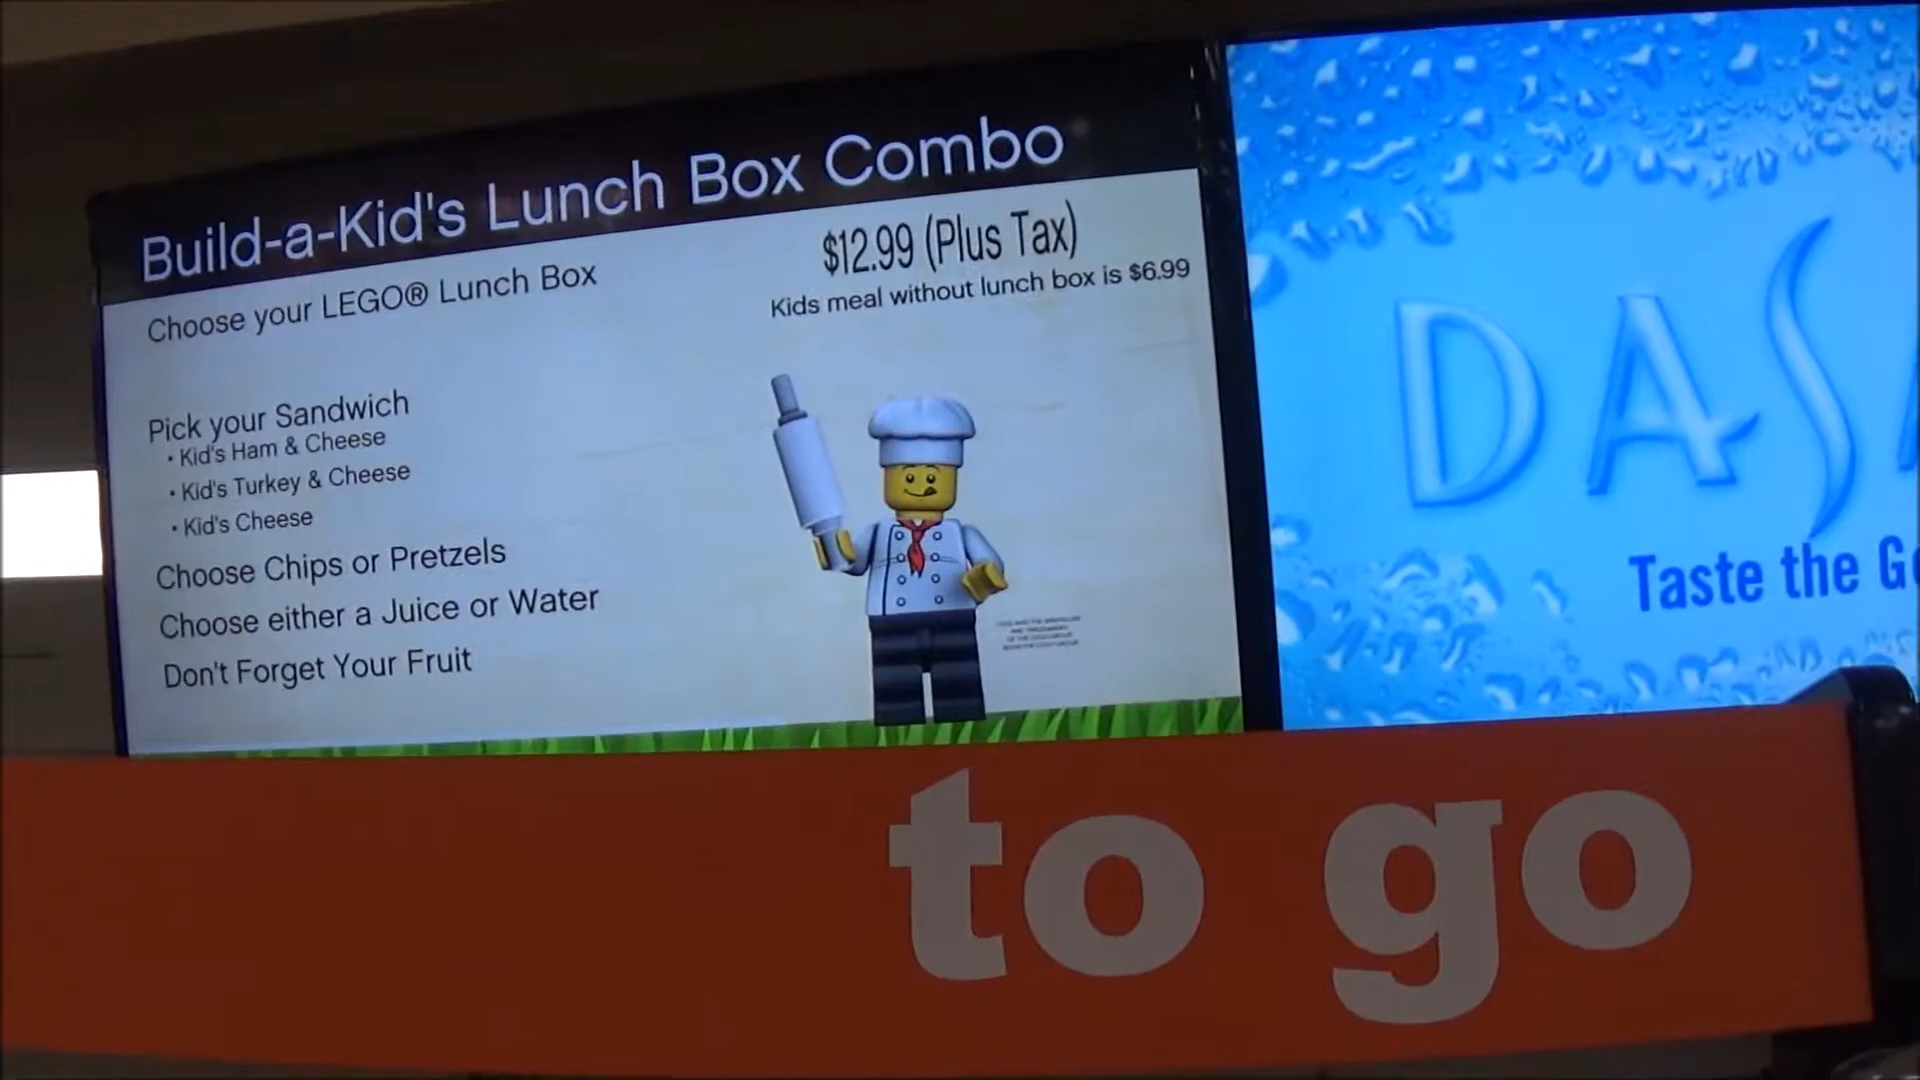 Build-a-Kid's Lunch Box Combo
Choose your LEGO® Lunch Box
$12.99 (Plus Tax)
Kids meal without lunch box is $6.99
Pick your Sandwich
• Kid's Ham & Cheese
• Kid's Turkey & Cheese
• Kid's Cheese
Choose Chips or Pretzels
Choose either a Juice or Water
Don't Forget Your Fruit
DAS
Taste the
to go